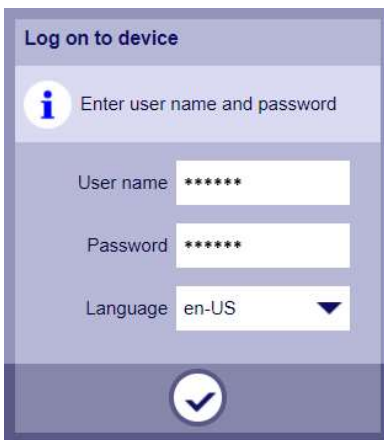 Log on to device
i Enter user name and password
User name ******
Password ******
Language en-US